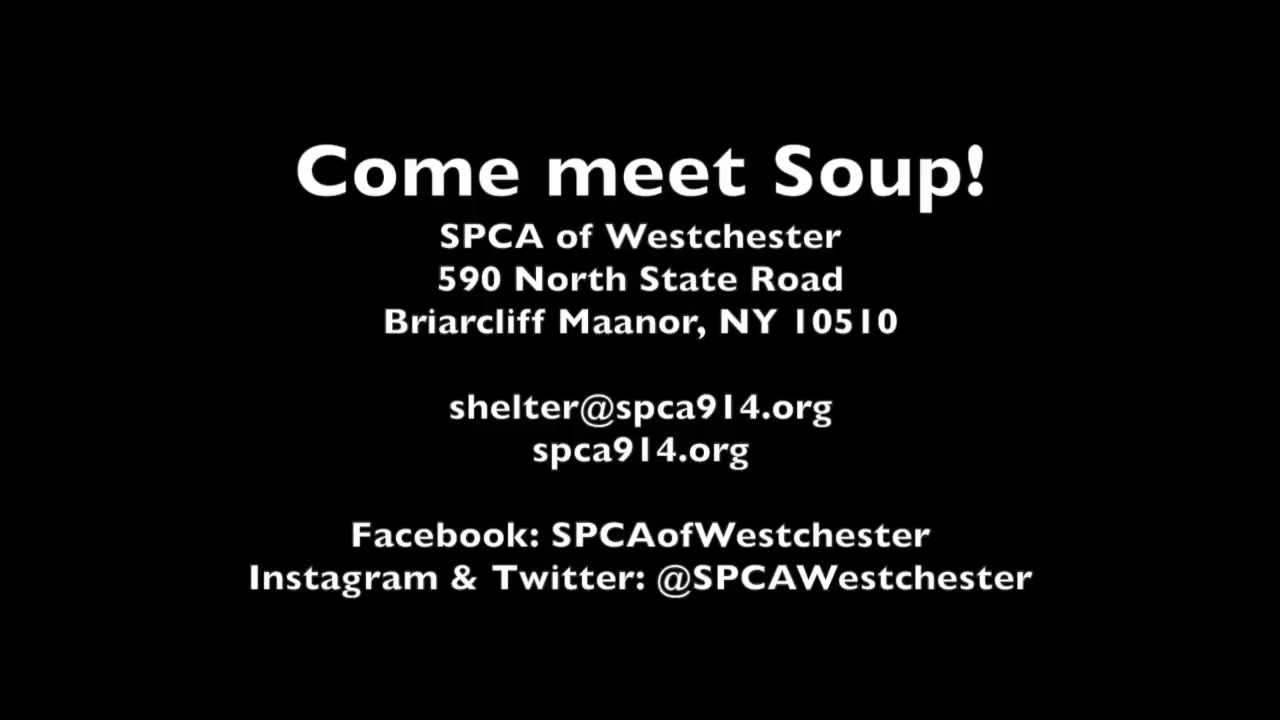 Come meet Soup!
SPCA of Westchester
590 North State Road
Briarcliff Maanor, NY 10510
shelter@spca914.org
spca914.org
Facebook: SPCAofWestchester
Instagram & Twitter: @SPCAWestchester